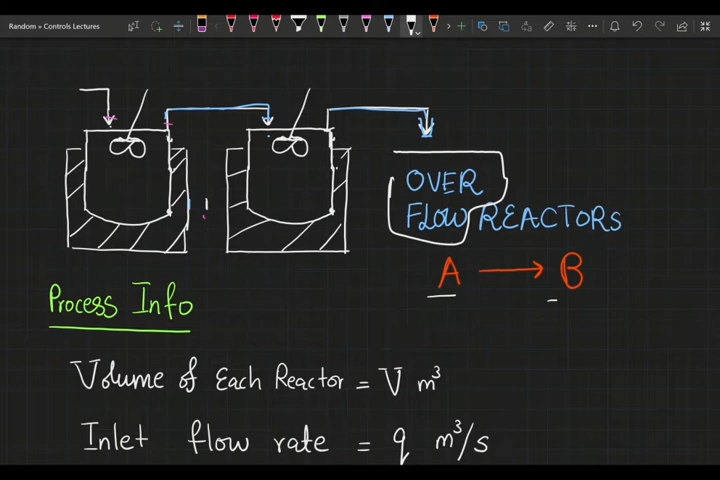 Random » Controls Lectures
OVER
FLOW REACTORS
A → B
Process Info
Volume of Each Reactor = V m³
Inlet flow rate = q m³/s